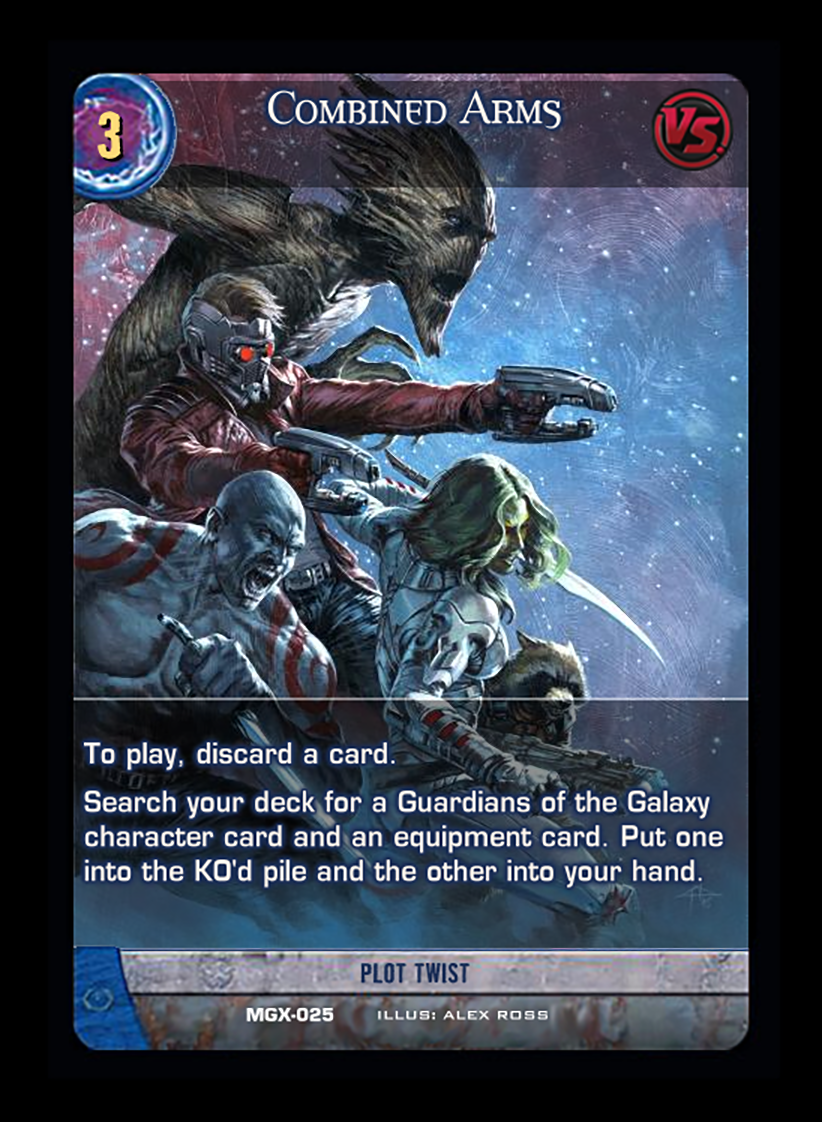 3
Combined Arms
VS.
To play, discard a card.
Search your deck for a Guardians of the Galaxy
character card and an equipment card. Put one
into the KO'd pile and the other into your hand.
PLOT TWIST
MGX-025 ILLUS: ALEX ROSS